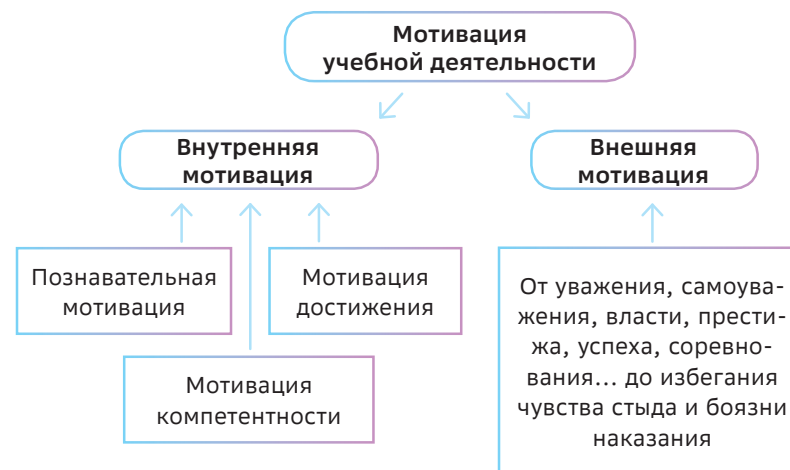 Мотивация
учебной деятельности
Внутренняя
мотивация
Внешняя
мотивация
Познавательная
мотивация
Мотивация
достижения
Мотивация
компетентности
От уважения, самоува-
жения, власти, прести-
жа, успеха, соревно-
вания... до избегания
чувства стыда и боязни
наказания